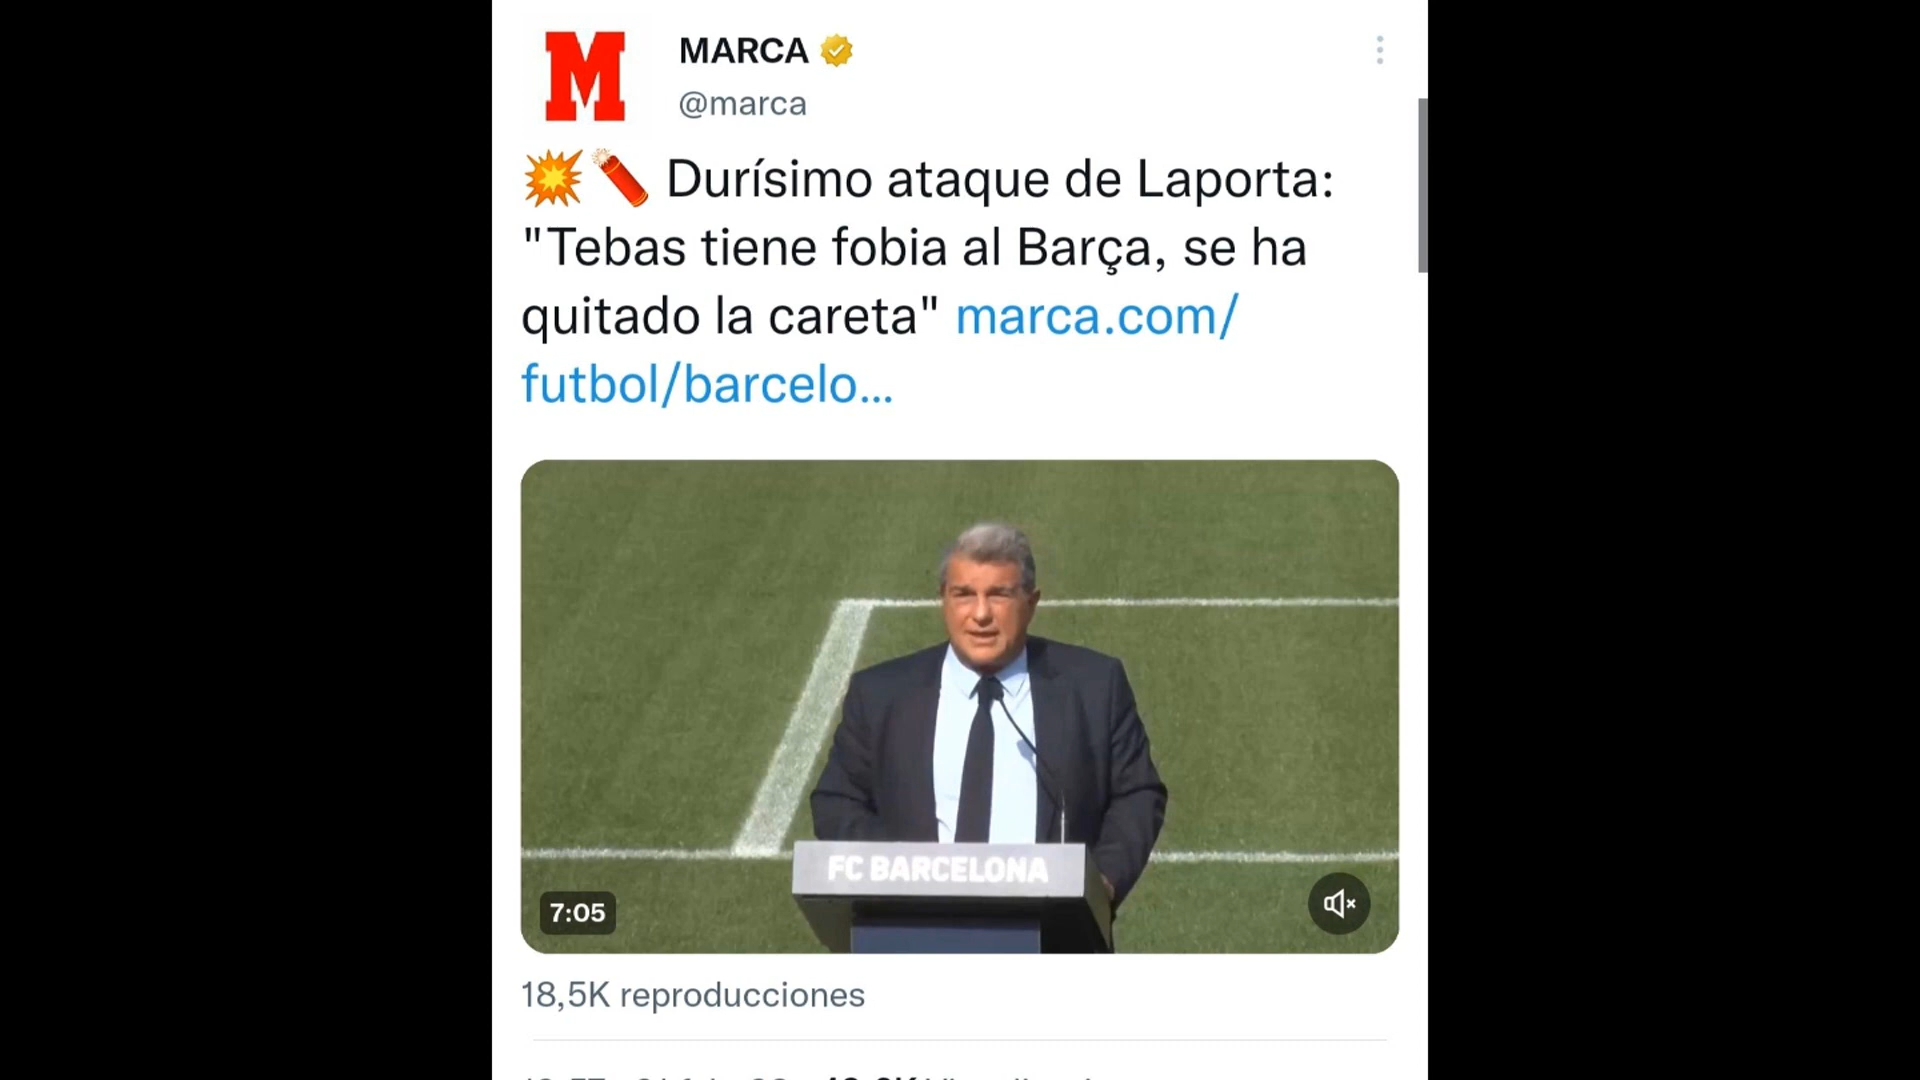 M
MARCA
@marca
💥🧨 Durísimo ataque de Laporta:
"Tebas tiene fobia al Barça, se ha
quitado la careta" marca.com/
futbol/barcelo...
FC BARCELONA
7:05
18,5K reproducciones